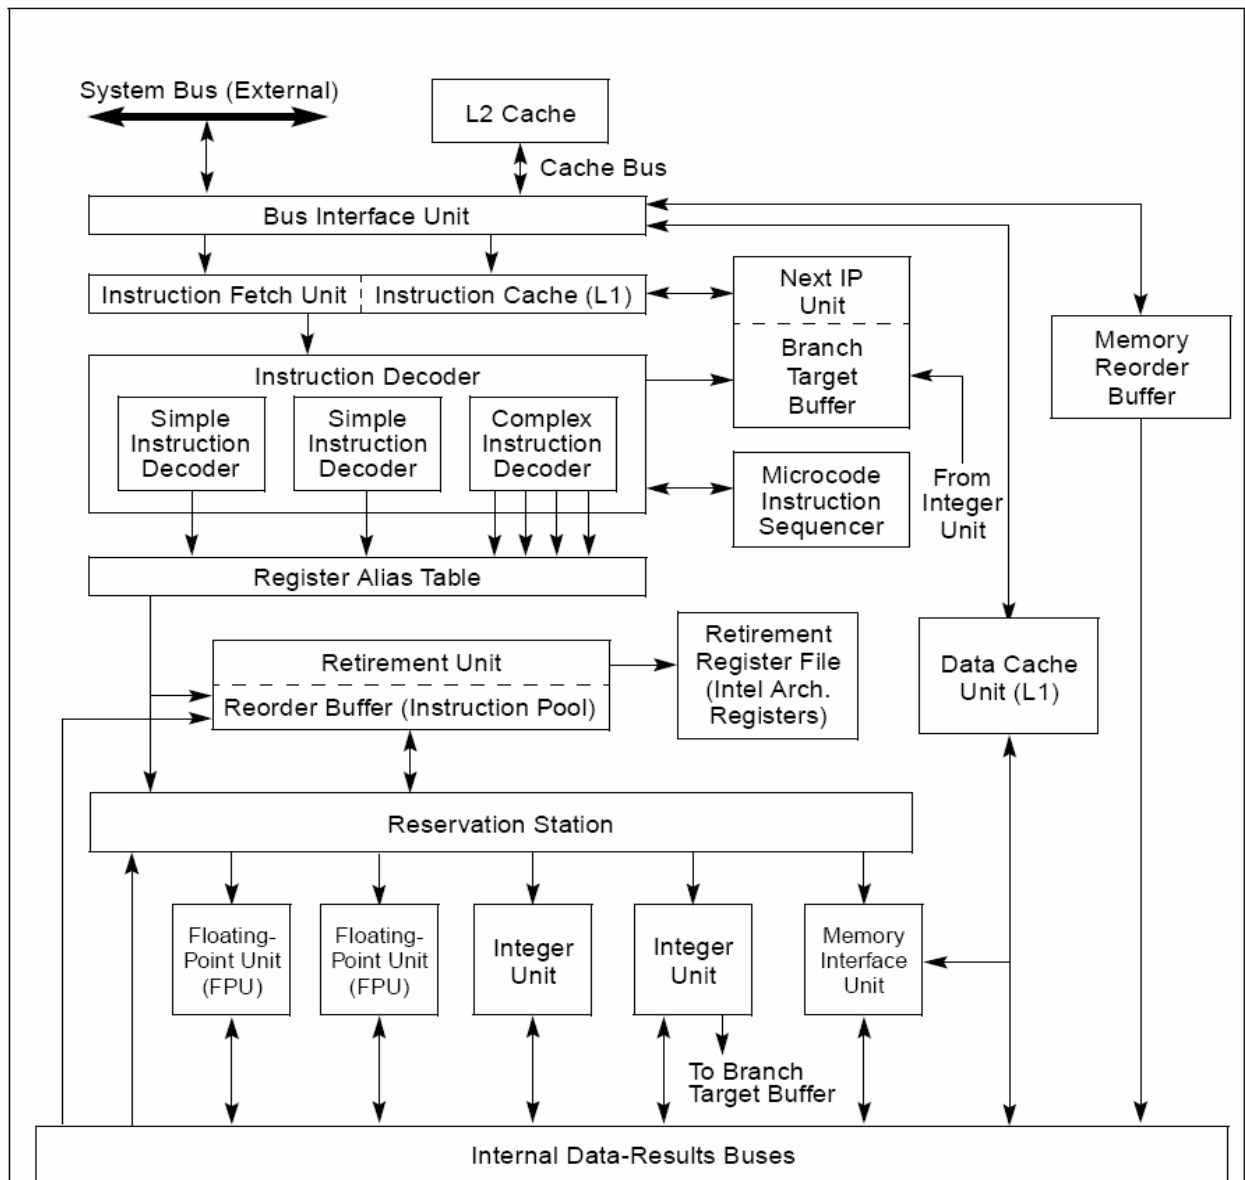 System Bus (External)
L2 Cache
Cache Bus
Bus Interface Unit
Instruction Fetch Unit
Instruction Cache (L1)
Next IP
Unit
Branch
Target
Buffer
Memory
Reorder
Buffer
Instruction Decoder
Simple
Instruction
Decoder
Simple
Instruction
Decoder
Complex
Instruction
Decoder
Microcode
Instruction
Sequencer
From
Integer
Unit
Register Alias Table
Retirement Unit
Reorder Buffer (Instruction Pool)
Retirement
Register File
(Intel Arch.
Registers)
Data Cache
Unit (L1)
Reservation Station
Floating-
Point Unit
(FPU)
Floating-
Point Unit
(FPU)
Integer
Unit
Integer
Unit
Memory
Interface
Unit
To Branch
Target Buffer
Internal Data-Results Buses